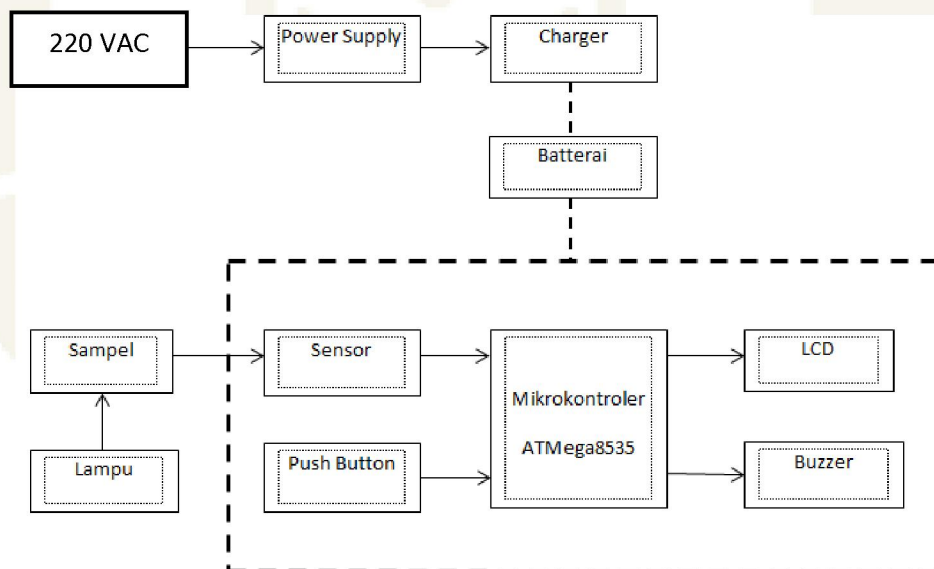 220 VAC
Power Supply
Charger
Batterai
Sampel
Sensor
Mikrokontroler
ATMega8535
LCD
Lampu
Push Button
Buzzer